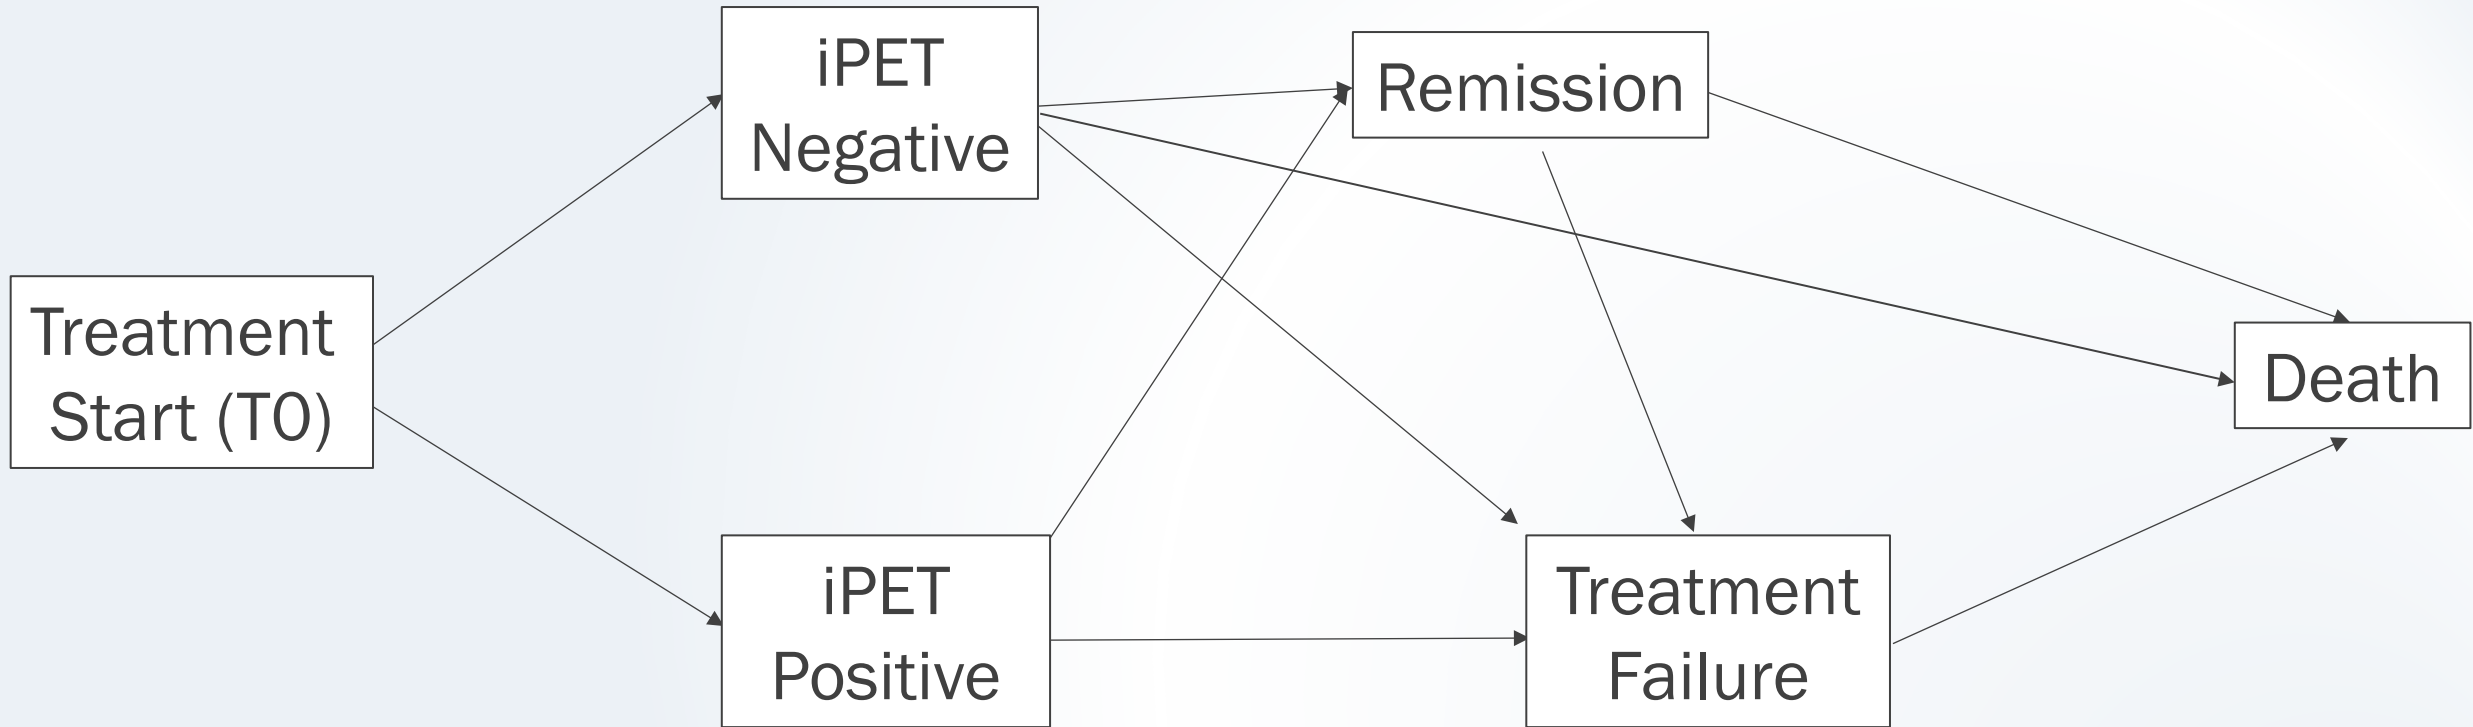 iPET
Negative
Remission
Treatment
Start (T0)
Death
iPET
Positive
Treatment
Failure